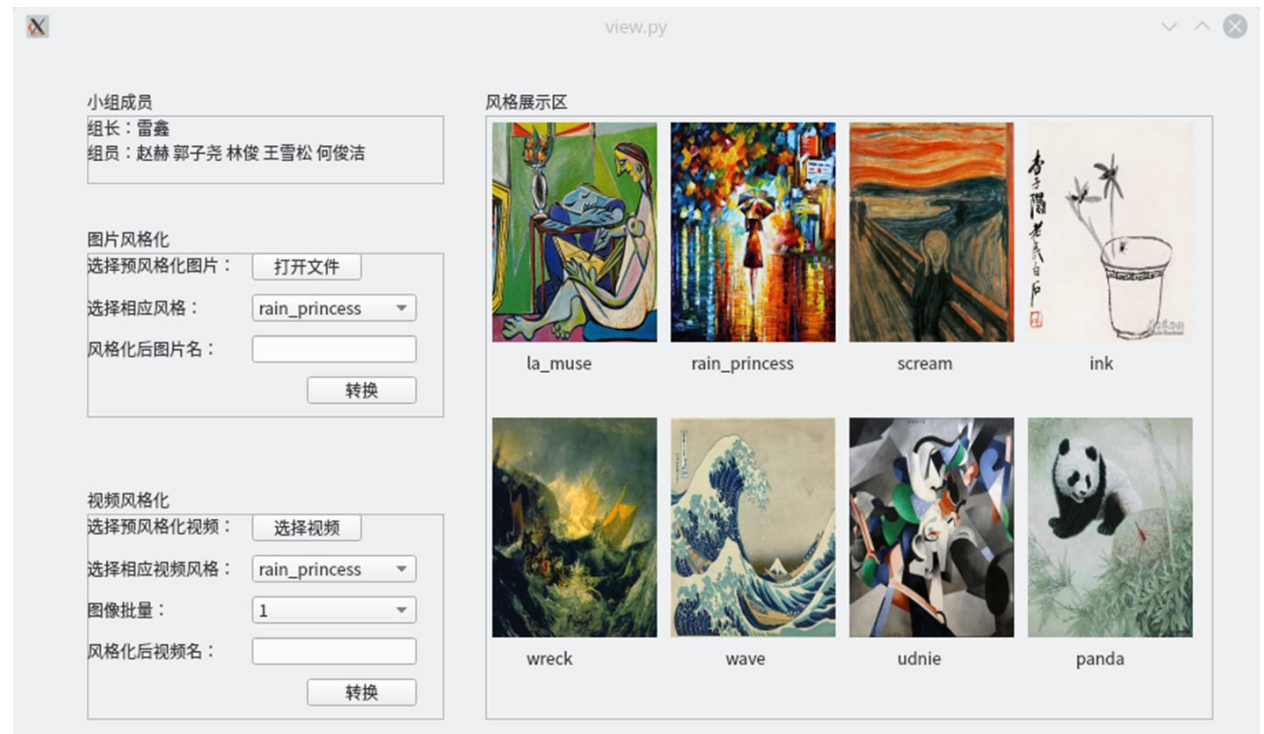 view.py
小组成员
组长：雷鑫
组员：赵赫 郭子尧 林俊 王雪松 何俊洁
图片风格化
选择预风格化图片：
打开文件
选择相应风格：
rain_princess
风格化后图片名：
转换
视频风格化
选择预风格化视频：
选择视频
选择相应视频风格：
rain_princess
图像批量：
1
风格化后视频名：
转换
风格展示区
la_muse
rain_princess
scream
ink
wreck
wave
udnie
panda